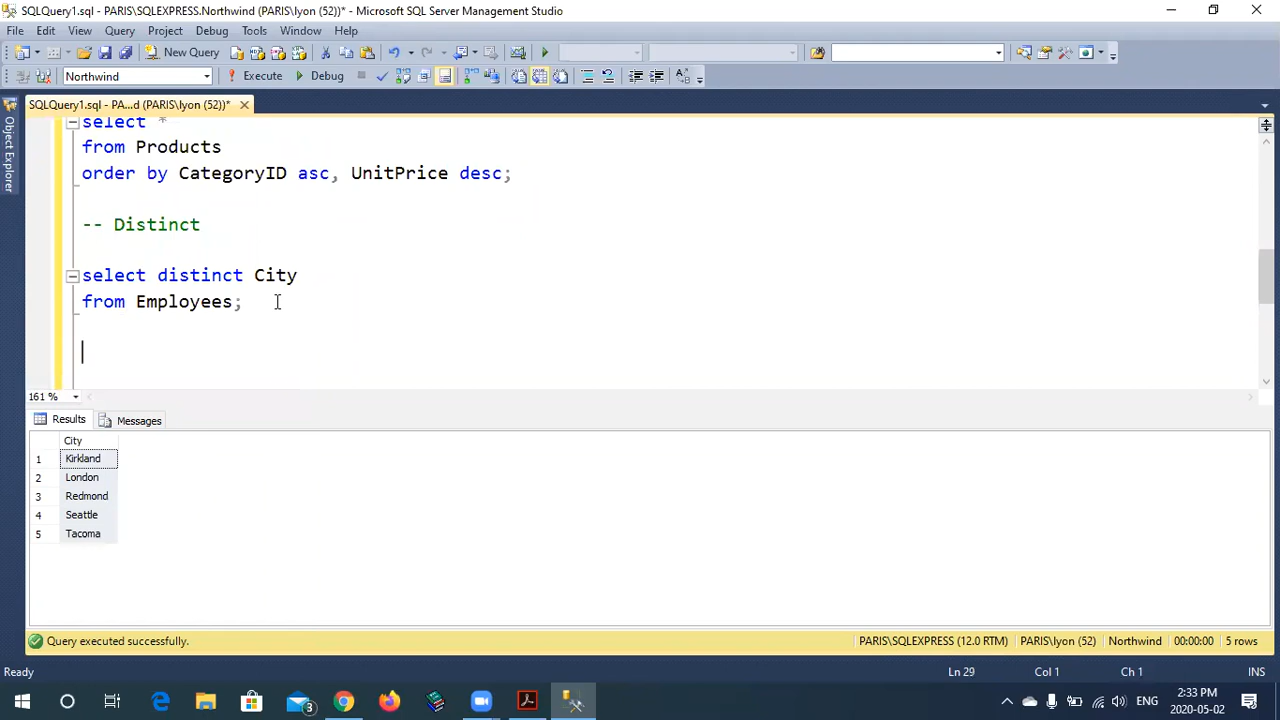 SQLQuery1.sql - PARIS\SQLEXPRESS.Northwind (PARIS\lyon (52))* - Microsoft SQL Server Management Studio
File Edit View Query Project Debug Tools Window Help
New Query
Northwind Execute Debug
SQLQuery1.sql - PA...d (PARIS\lyon (52))*
Object Explorer
select *
from Products
order by CategoryID asc, UnitPrice desc;
-- Distinct
select distinct City
from Employees;
161 %
Results Messages
City
1 Kirkland
2 London
3 Redmond
4 Seattle
5 Tacoma
Query executed successfully. PARIS\SQLEXPRESS (12.0 RTM) PARIS\lyon (52) Northwind 00:00:00 5 rows
Ready Ln 29 Col 1 Ch 1 INS
3 ENG 2:33 PM
2020-05-02